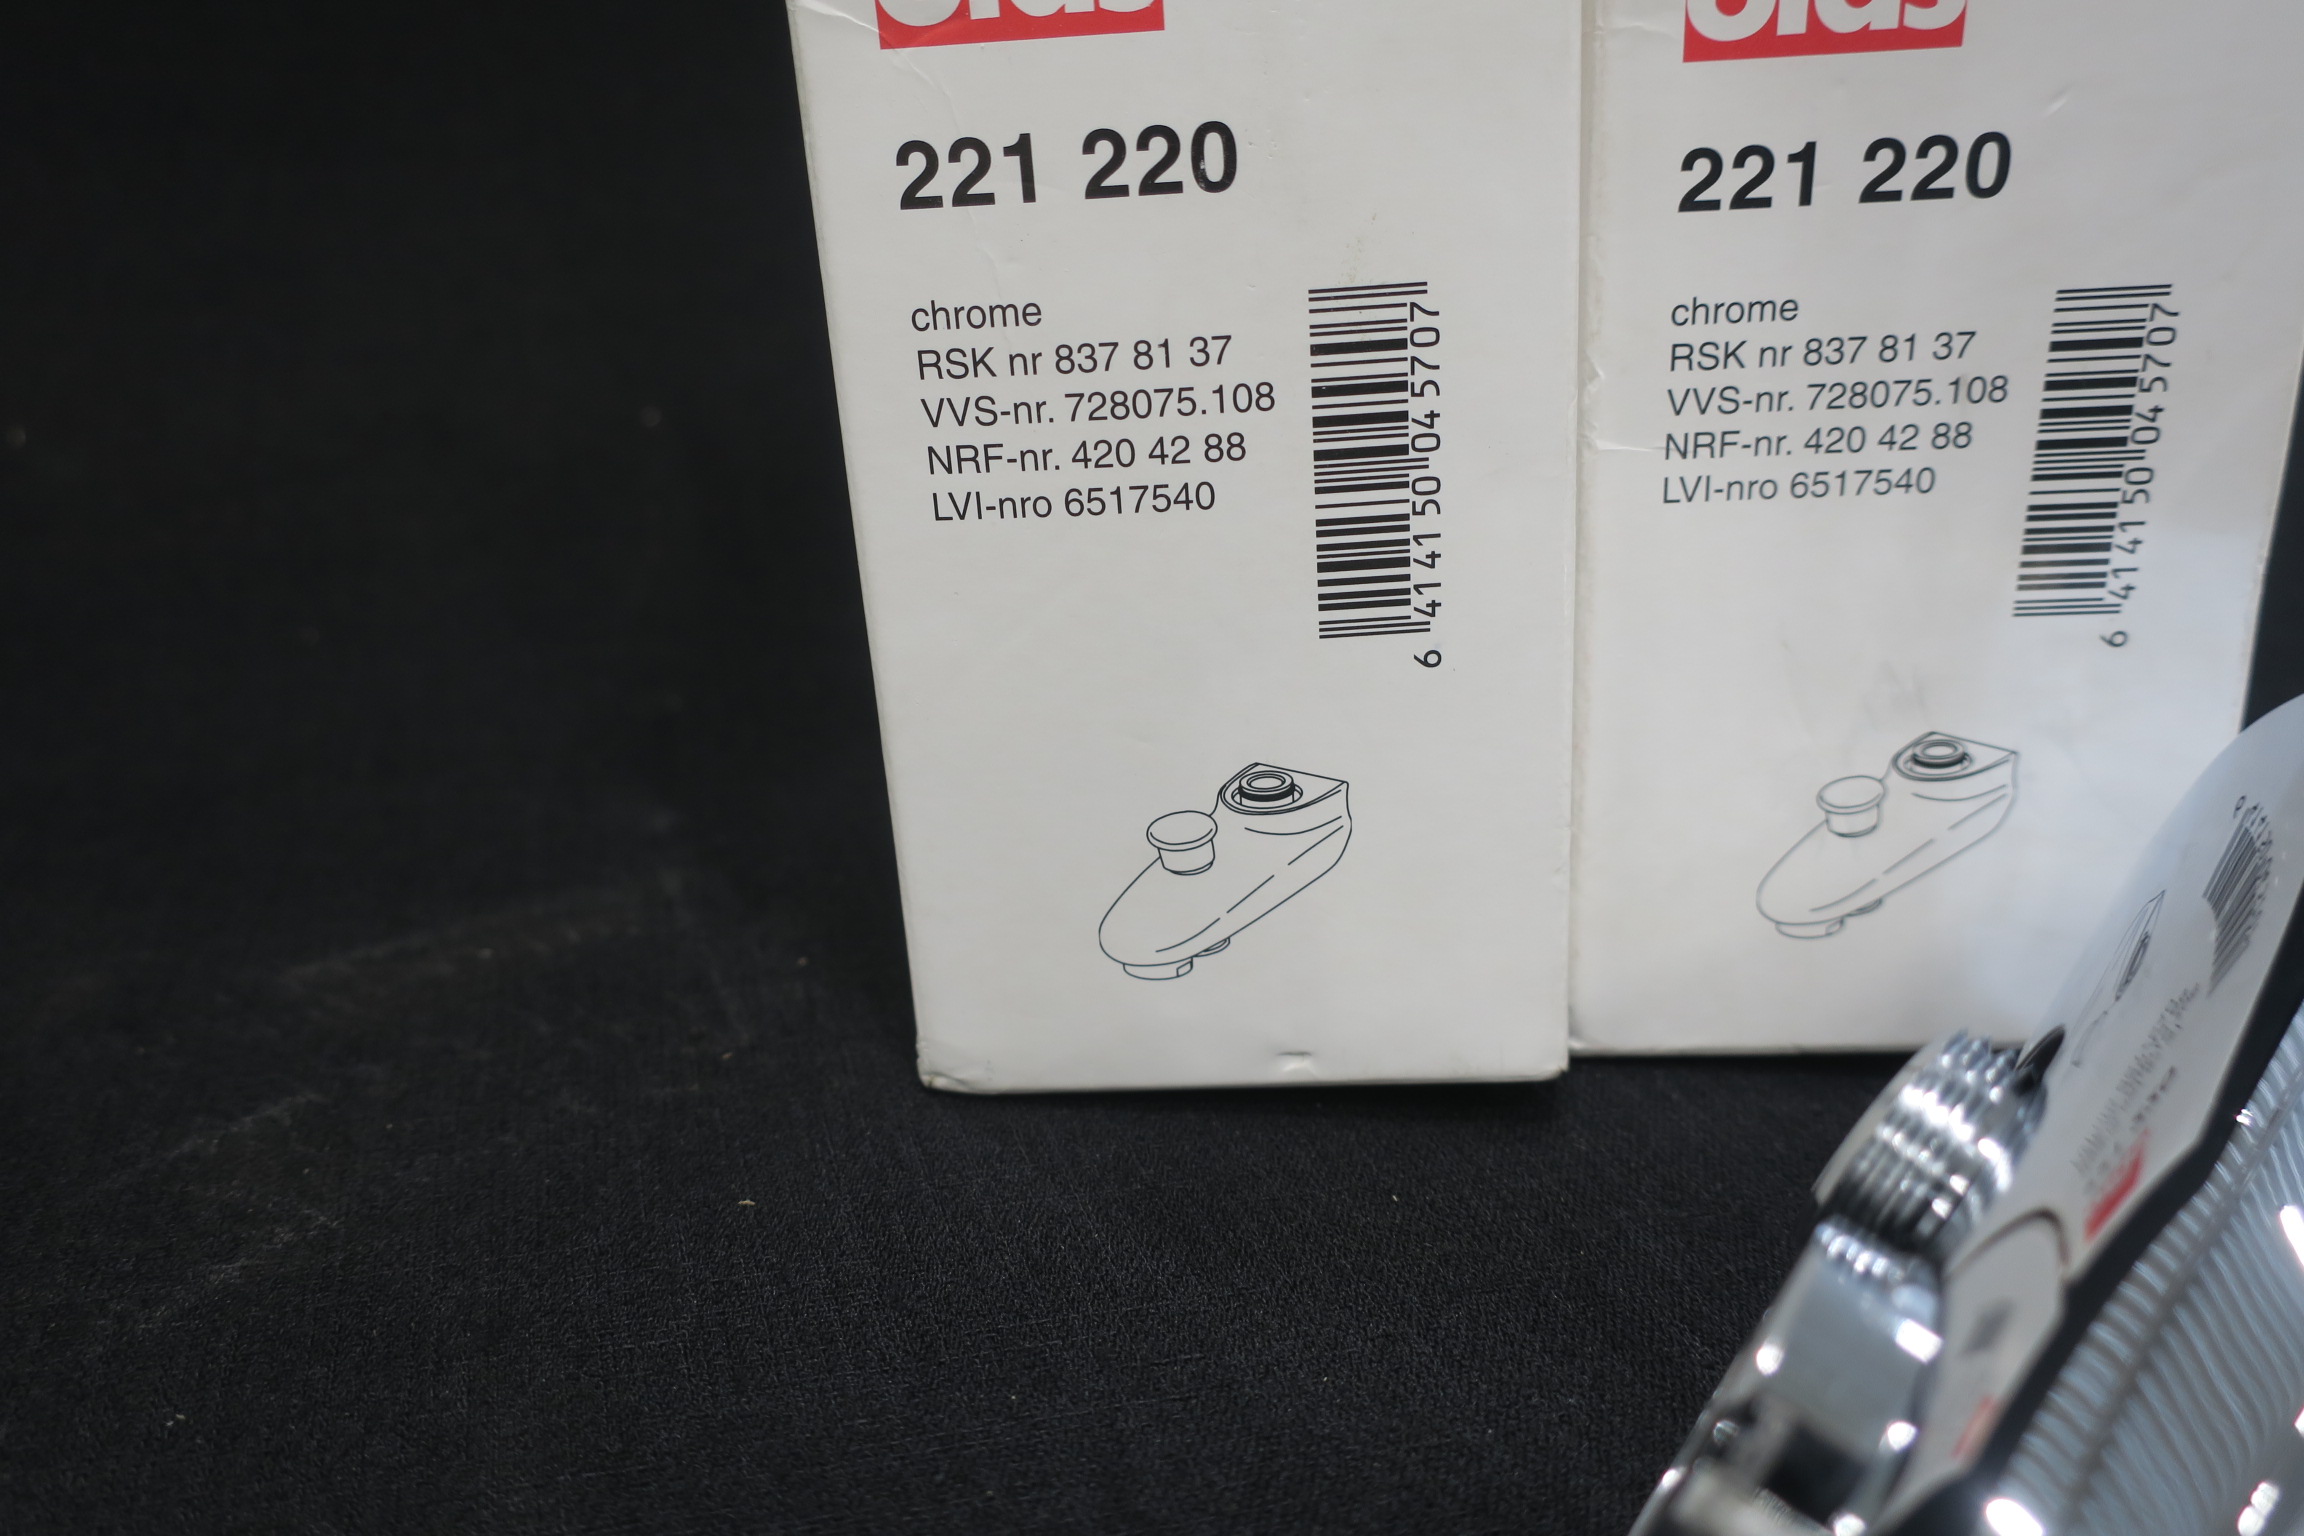 Oras
221 220
chrome
RSK nr 837 81 37
VVS-nr. 728075.108
NRF-nr. 420 42 88
LVI-nro 6517540
6 414150 045707
Oras
221 220
chrome
RSK nr 837 81 37
VVS-nr. 728075.108
NRF-nr. 420 42 88
LVI-nro 6517540
6 414150 045707